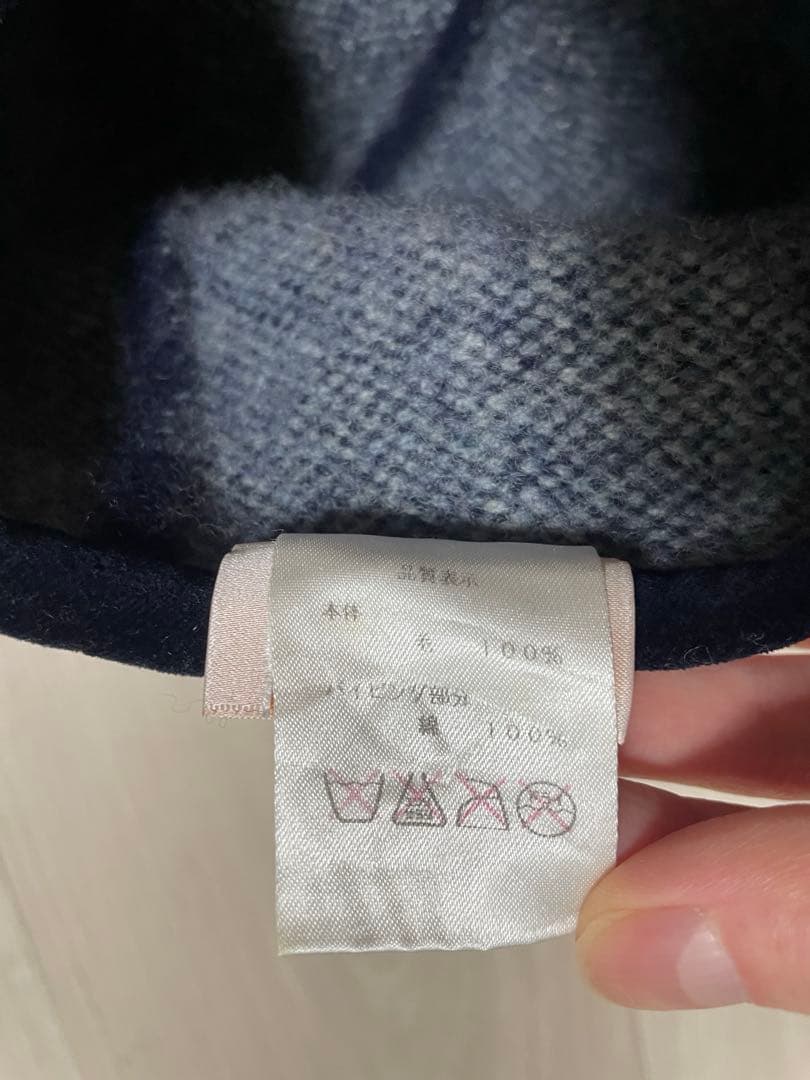 品質表示
本体
毛 100%
パイピング部分
綿 100%